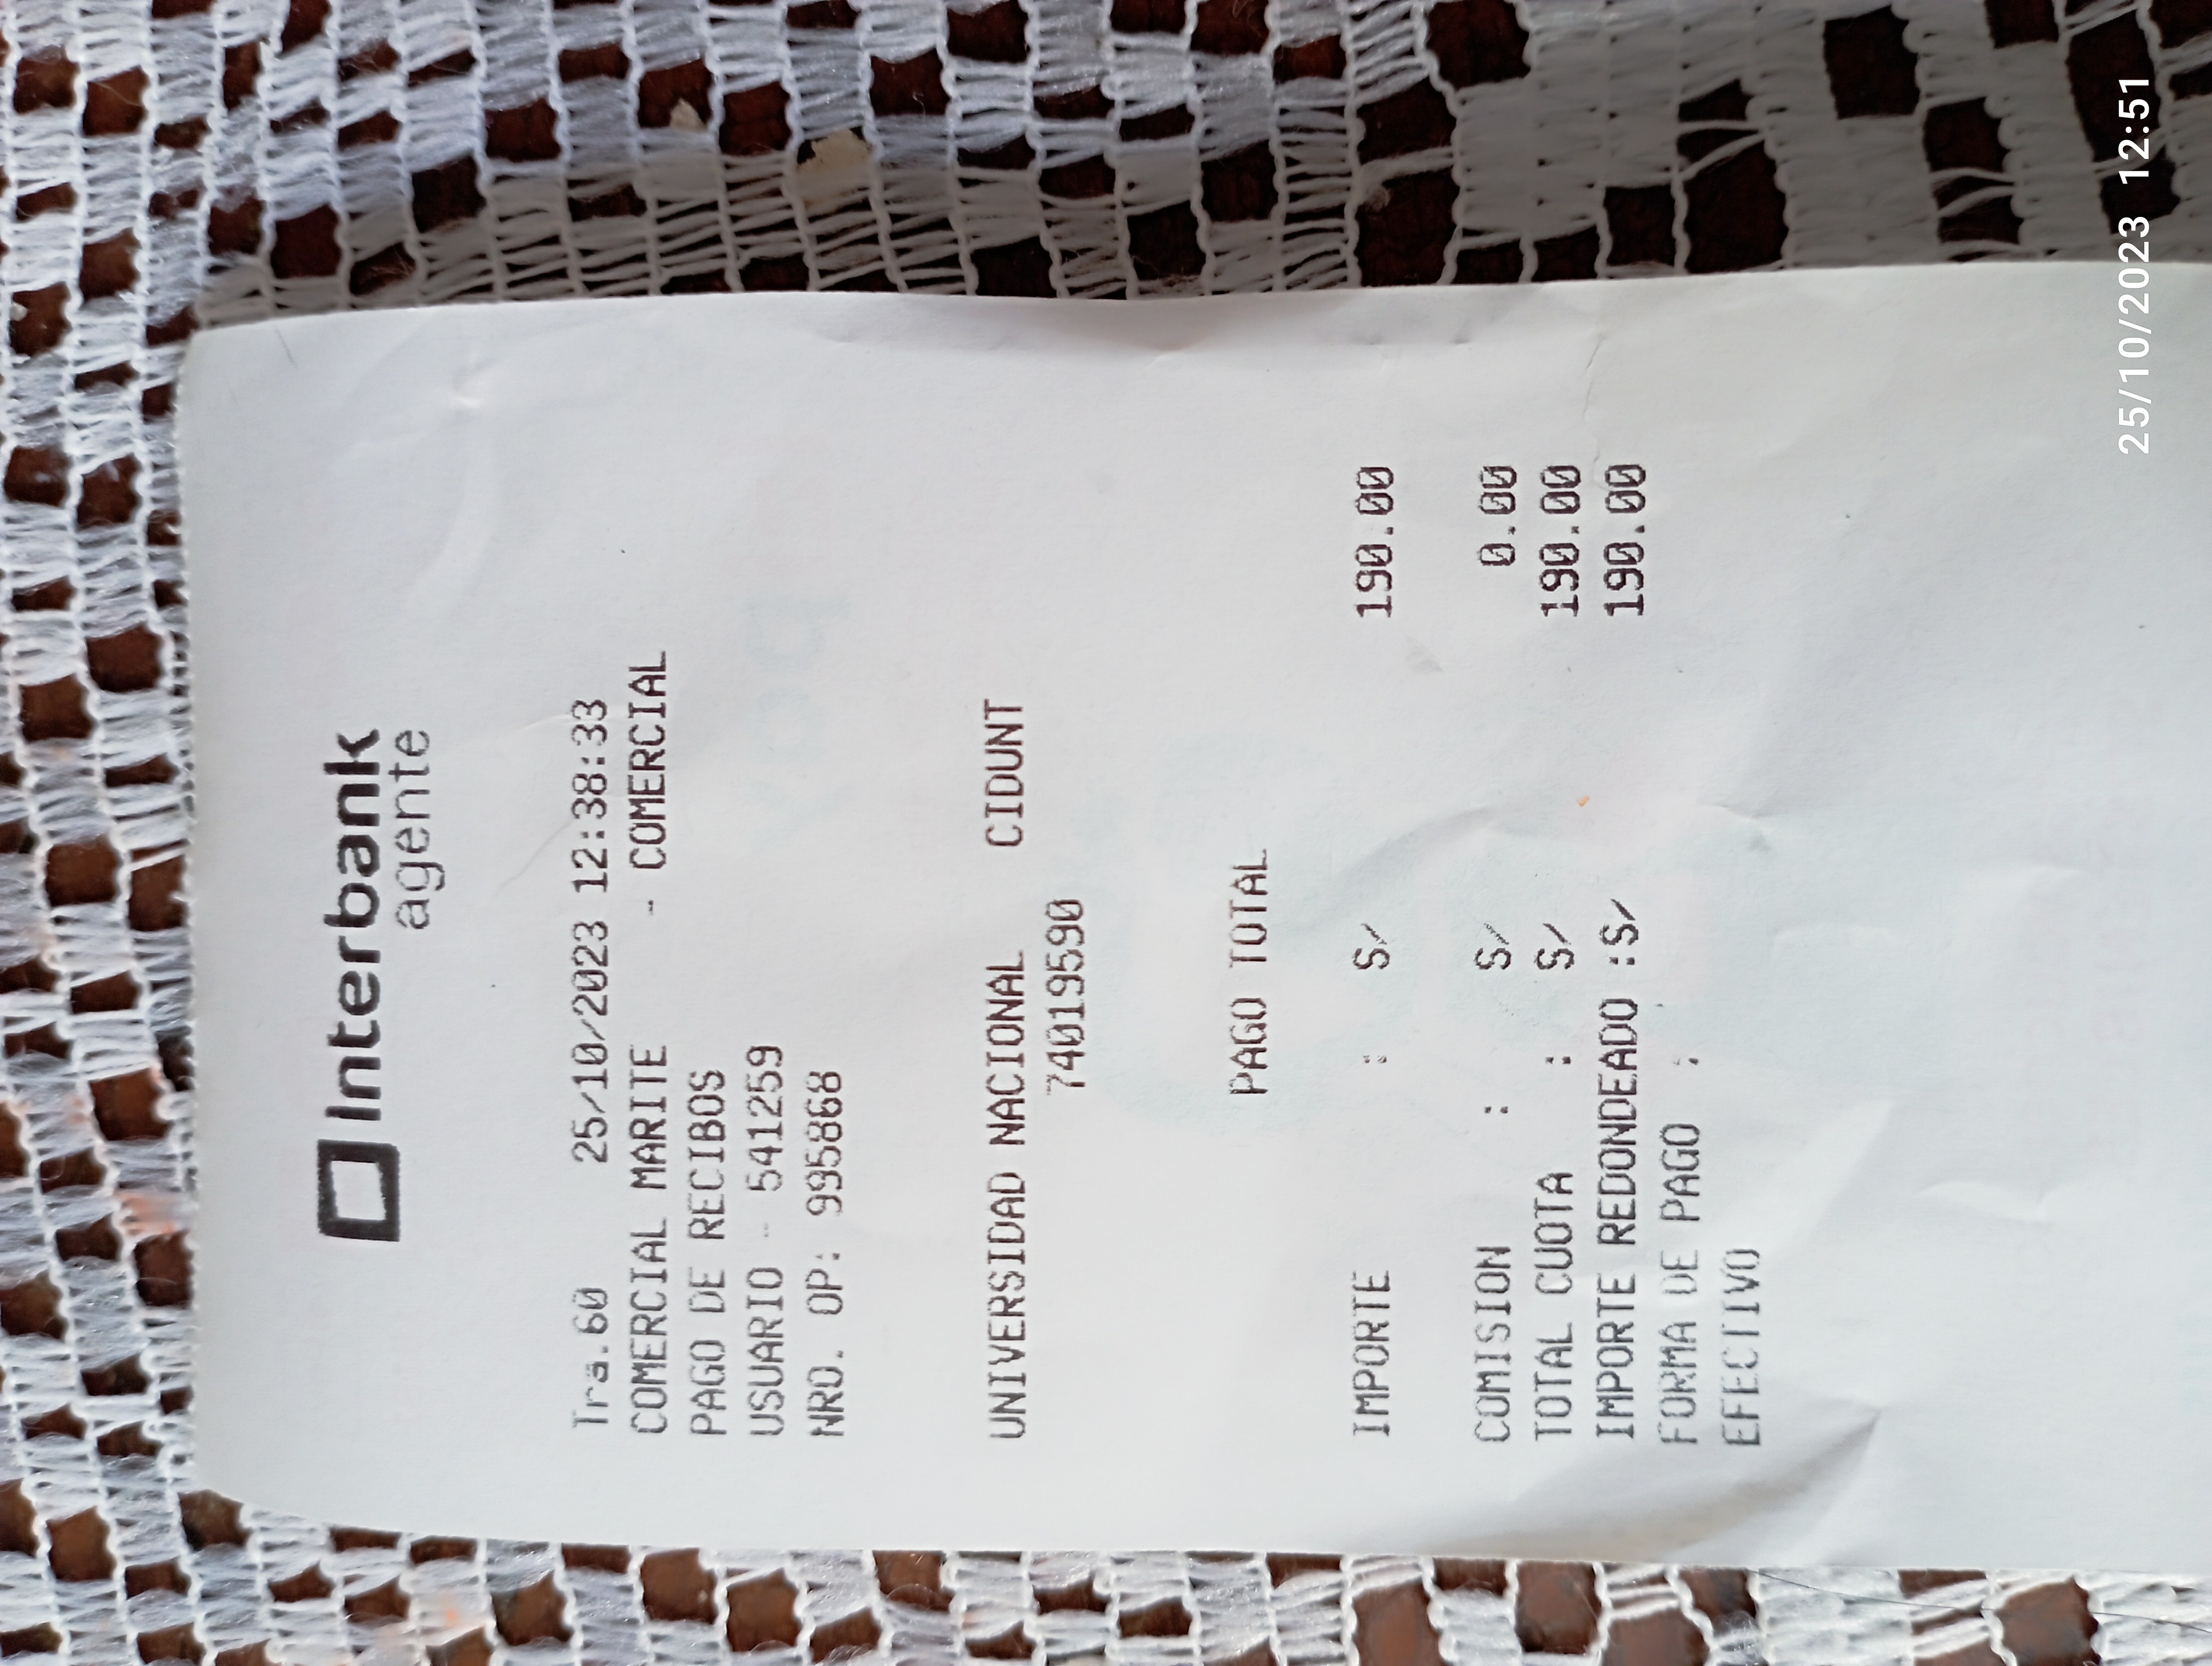 Interbank
agente
Tra.60 25/10/2023 12:38:33
COMERCIAL MARITE - COMERCIAL
PAGO DE RECIBOS
USUARIO - 541259
NRO. OP: 995868
UNIVERSIDAD NACIONAL CIDUNT
74019590
PAGO TOTAL
IMPORTE : S/ 190.00
COMISION : S/ 0.00
TOTAL CUOTA : S/ 190.00
IMPORTE REDONDEADO :S/ 190.00
FORMA DE PAGO :
EFECTIVO
25/10/2023 12:51